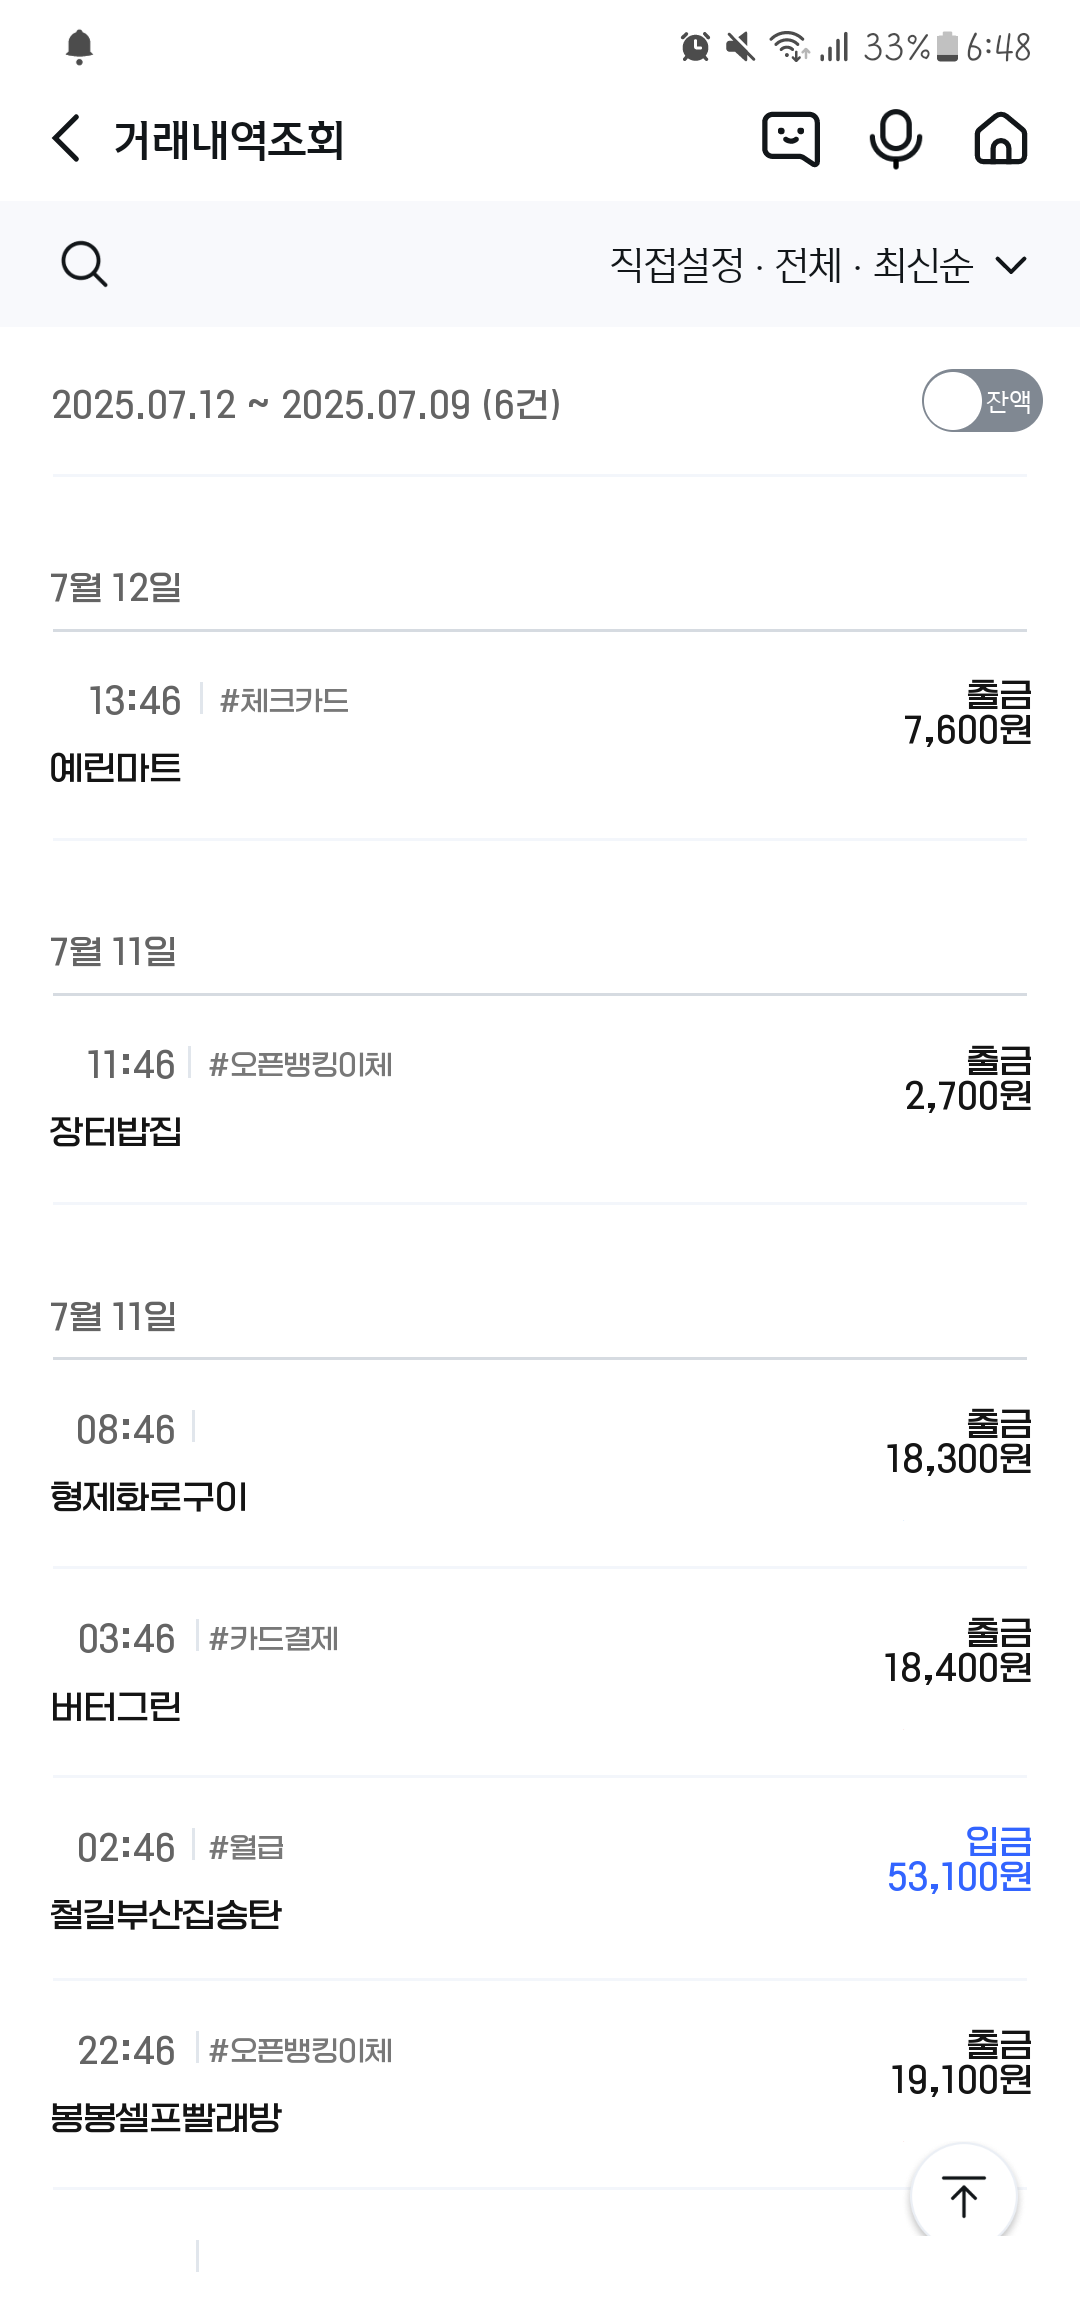 33% 6:48
거래내역조회
직접설정 · 전체 · 최신순
2025.07.12 ~ 2025.07.09 (6건)
잔액
7월 12일
13:46 #체크카드
출금
7,600원
예린마트
7월 11일
11:46 #오픈뱅킹이체
출금
2,700원
장터밥집
7월 11일
08:46
출금
18,300원
형제화로구이
03:46 #카드결제
출금
18,400원
버터그린
02:46 #월급
입금
53,100원
철길부산집송탄
22:46 #오픈뱅킹이체
출금
19,100원
봉봉셀프빨래방